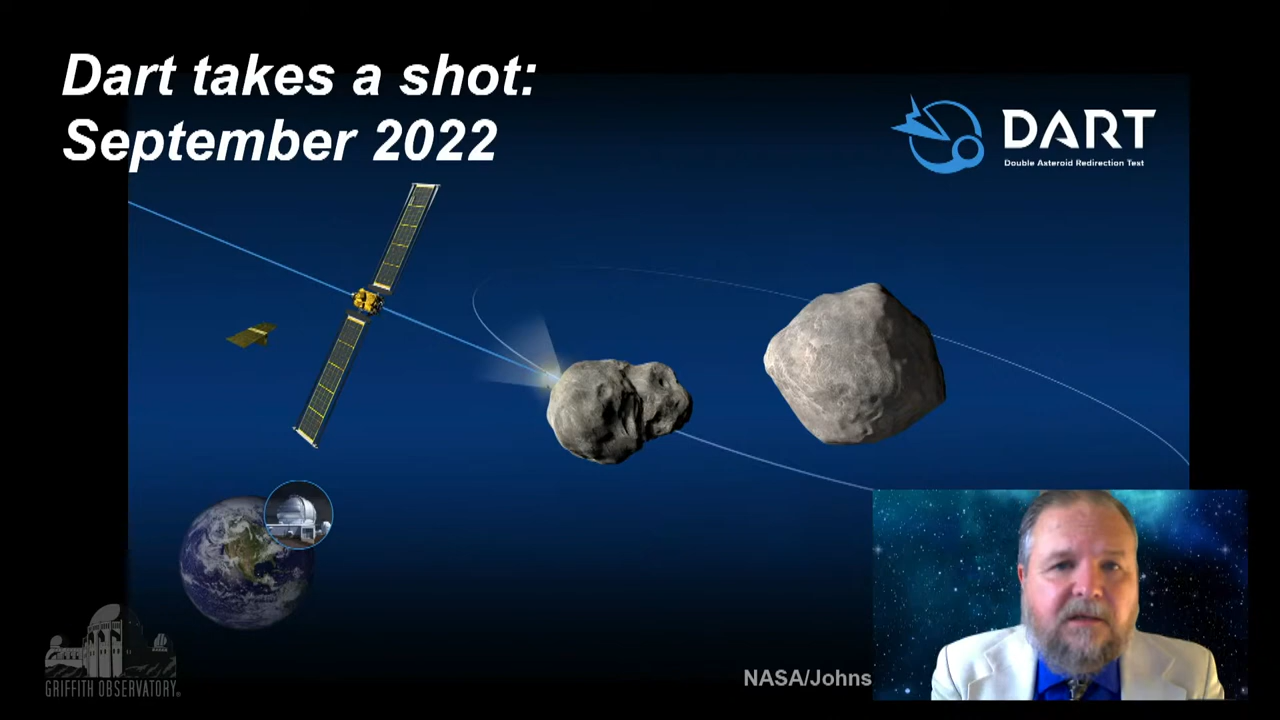 Dart takes a shot:
September 2022
DART
Double Asteroid Redirection Test
GRIFFITH OBSERVATORY®
NASA/Johns